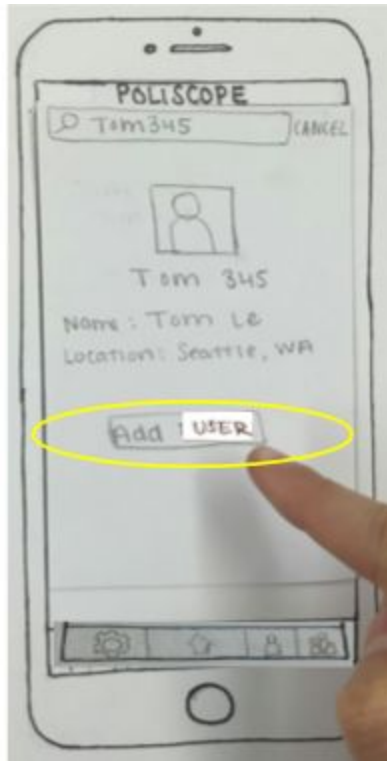 POLISCOPE
Tom345 CANCEL
Tom 345
Name: Tom Le
Location: Seattle, WA
Add USER